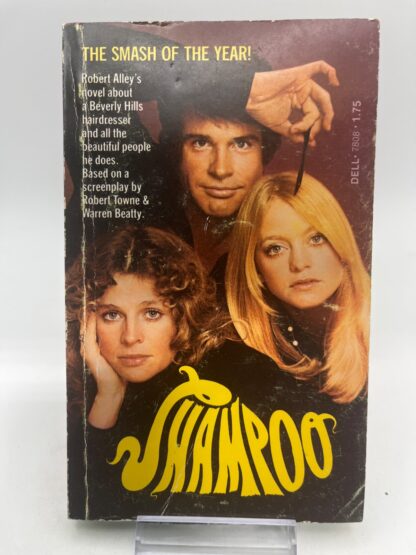 THE SMASH OF THE YEAR!
Robert Alley's
novel about
a Beverly Hills
hairdresser
and all the
beautiful people
he does.
Based on a
screenplay by
Robert Towne &
Warren Beatty.
DELL • 7808 • 1.75
SHAMPOO